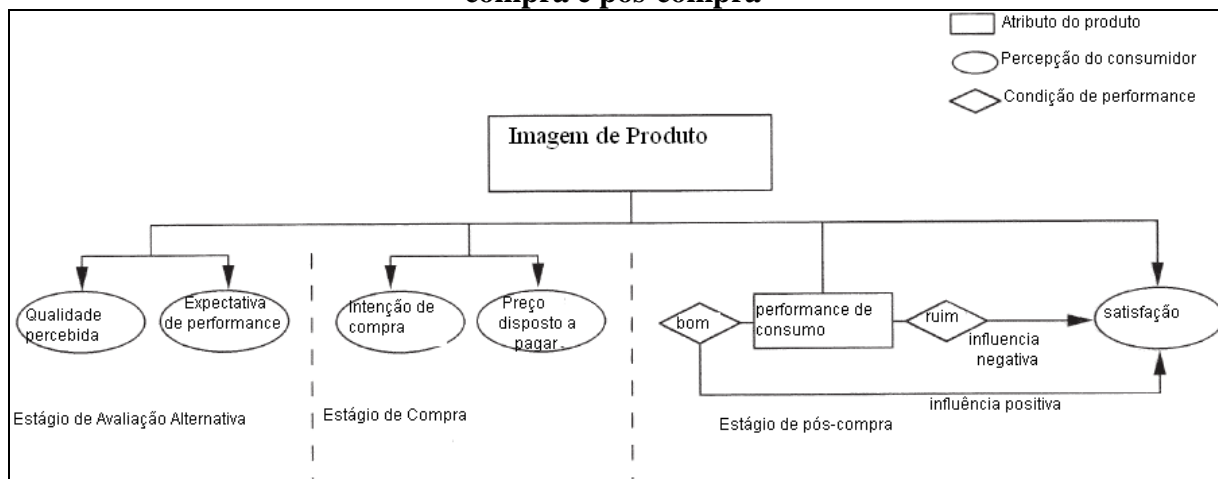 compra e pós-compra
Atributo do produto
Percepção do consumidor
Condição de performance
Imagem de Produto
Qualidade
percebida
Expectativa
de performance
Intenção de
compra
Preço
disposto a
pagar
bom
performance de
consumo
ruim
satisfação
influencia
negativa
influência positiva
Estágio de Avaliação Alternativa
Estágio de Compra
Estágio de pós-compra